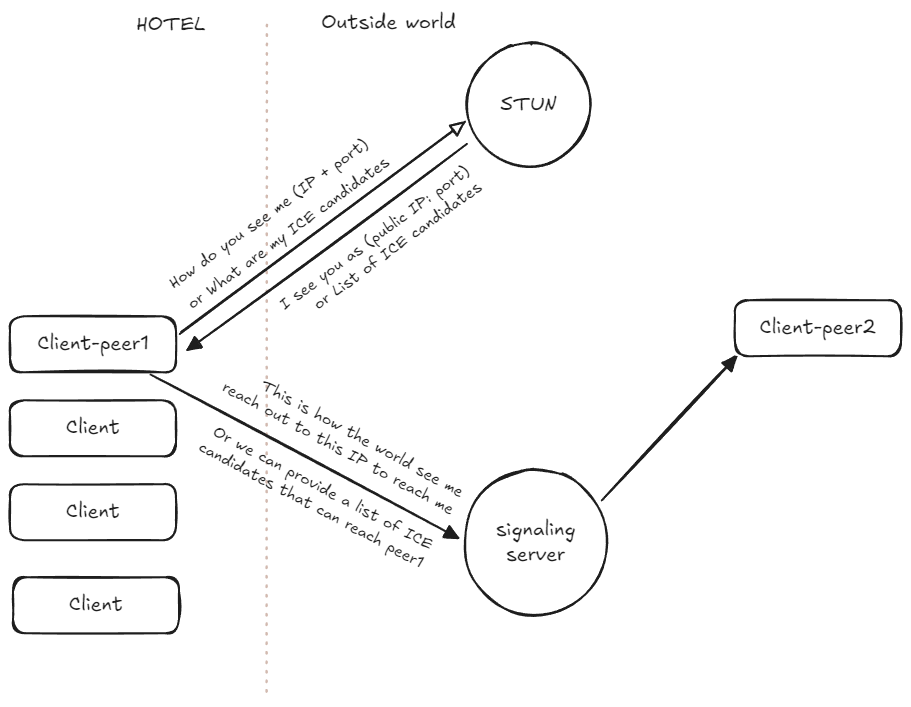 HOTEL
Outside world
STUN
How do you see me (IP + port)
or What are my ICE candidates
I see you as (public IP: port)
or List of ICE candidates
Client-peer1
Client-peer2
Client
This is how the world see me
reach out to this IP to reach me
Or we can provide a list of ICE
candidates that can reach peer1
Client
signaling
server
Client